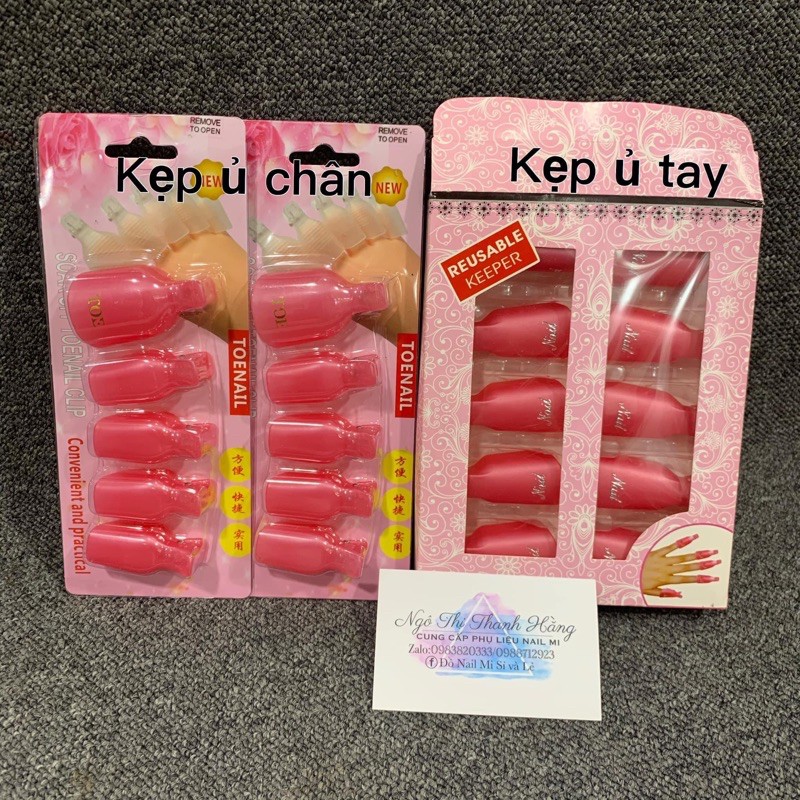 REMOVE
TO OPEN
NEW
Kẹp ủ chân
TOENAIL
TOENAIL CLIP
Convenient and practical
方便
快捷
实用
REMOVE
TO OPEN
NEW
TOENAIL
方便
快捷
实用
Kẹp ủ tay
REUSABLE
KEEPER
Nail
Nail
Nail
Nail
Nail
Nail
Nail
Nail
Ngô Thị Thanh Hằng
CUNG CẤP PHỤ LIỆU NAIL MI
Zalo:0983820333/0988712923
Đồ Nail Mi Sỉ và Lẻ